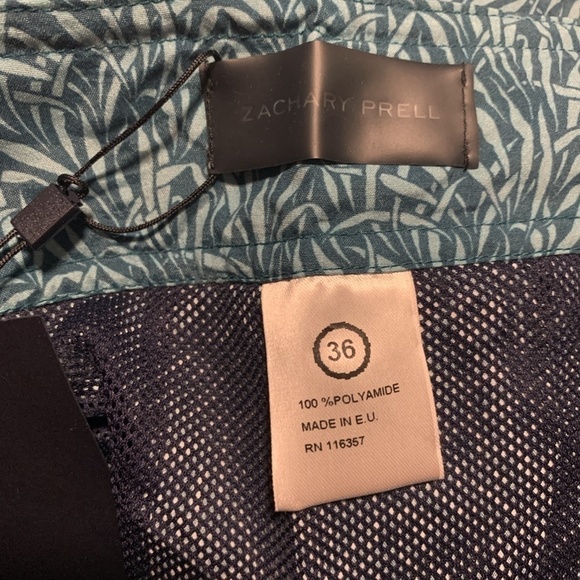 ZACHARY PRELL
36
100 %POLYAMIDE
MADE IN E.U.
RN 116357